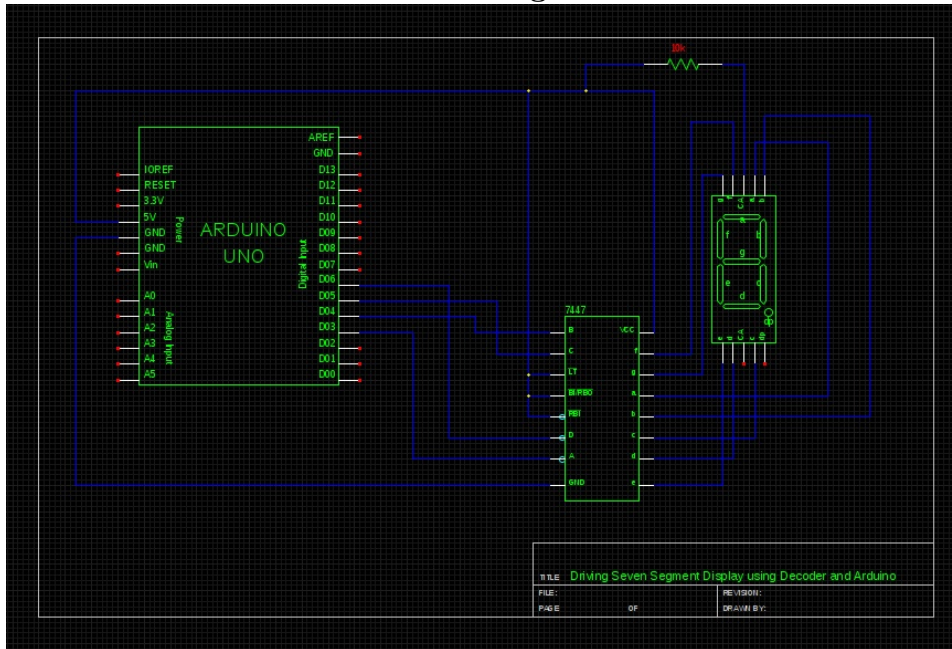 10k
AREF
GND
IOREF
RESET
3.3V
5V
GND
GND
Vin
Power
A0
A1
A2
A3
A4
A5
Analog Input
ARDUINO
UNO
D13
D12
D11
D10
D09
D08
D07
D06
D05
D04
D03
D02
D01
D00
Digital Input
7447
B
C
LT
BI/RBO
RBI
D
A
GND
VCC
f
g
a
b
c
d
e
g
f
CA
a
b
a
f
b
g
e
c
d
e
d
CA
c
dp
TITLE Driving Seven Segment Display using Decoder and Arduino
FILE:
REVISION:
PAGE OF
DRAWN BY: